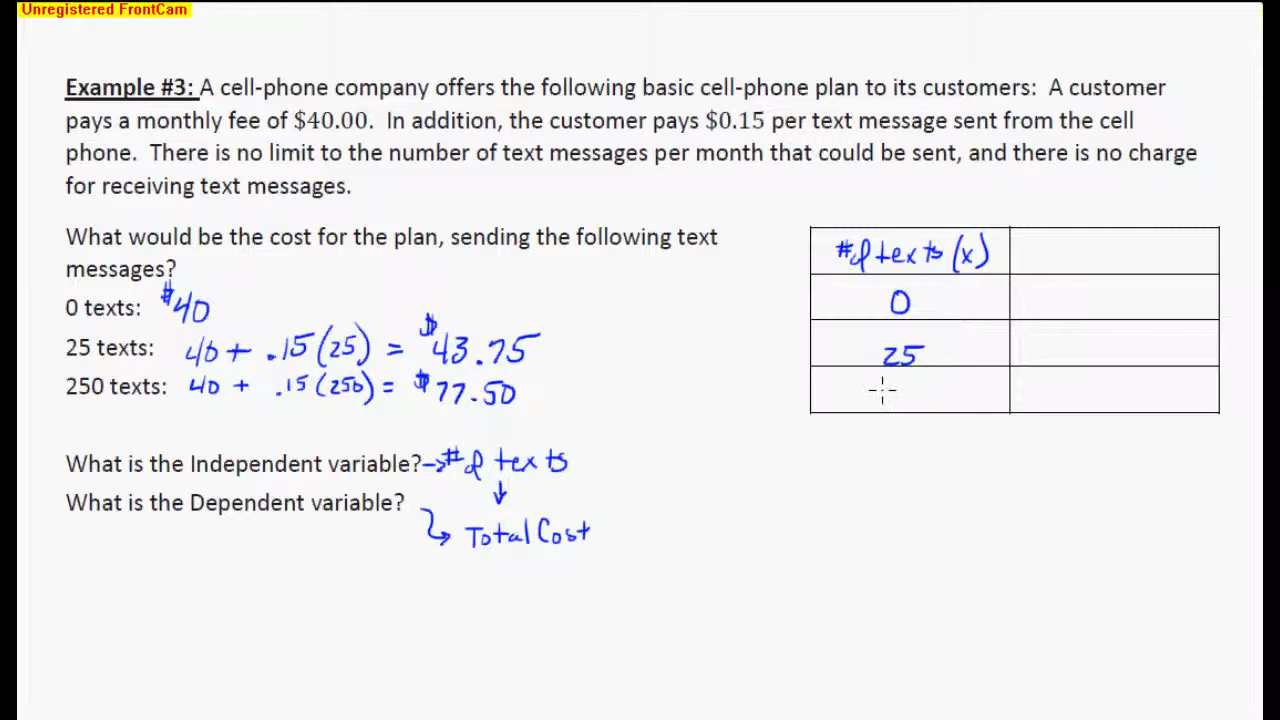 Unregistered FrontCam
Example #3: A cell-phone company offers the following basic cell-phone plan to its customers: A customer
pays a monthly fee of $40.00. In addition, the customer pays $0.15 per text message sent from the cell
phone. There is no limit to the number of text messages per month that could be sent, and there is no charge
for receiving text messages.
What would be the cost for the plan, sending the following text
messages?
0 texts: $40
25 texts: 40 + .15(25) = $43.75
250 texts: 40 + .15(250) = $77.50
What is the Independent variable? → # of texts
What is the Dependent variable?
↓
↳ Total Cost
# of texts (x)
0
25